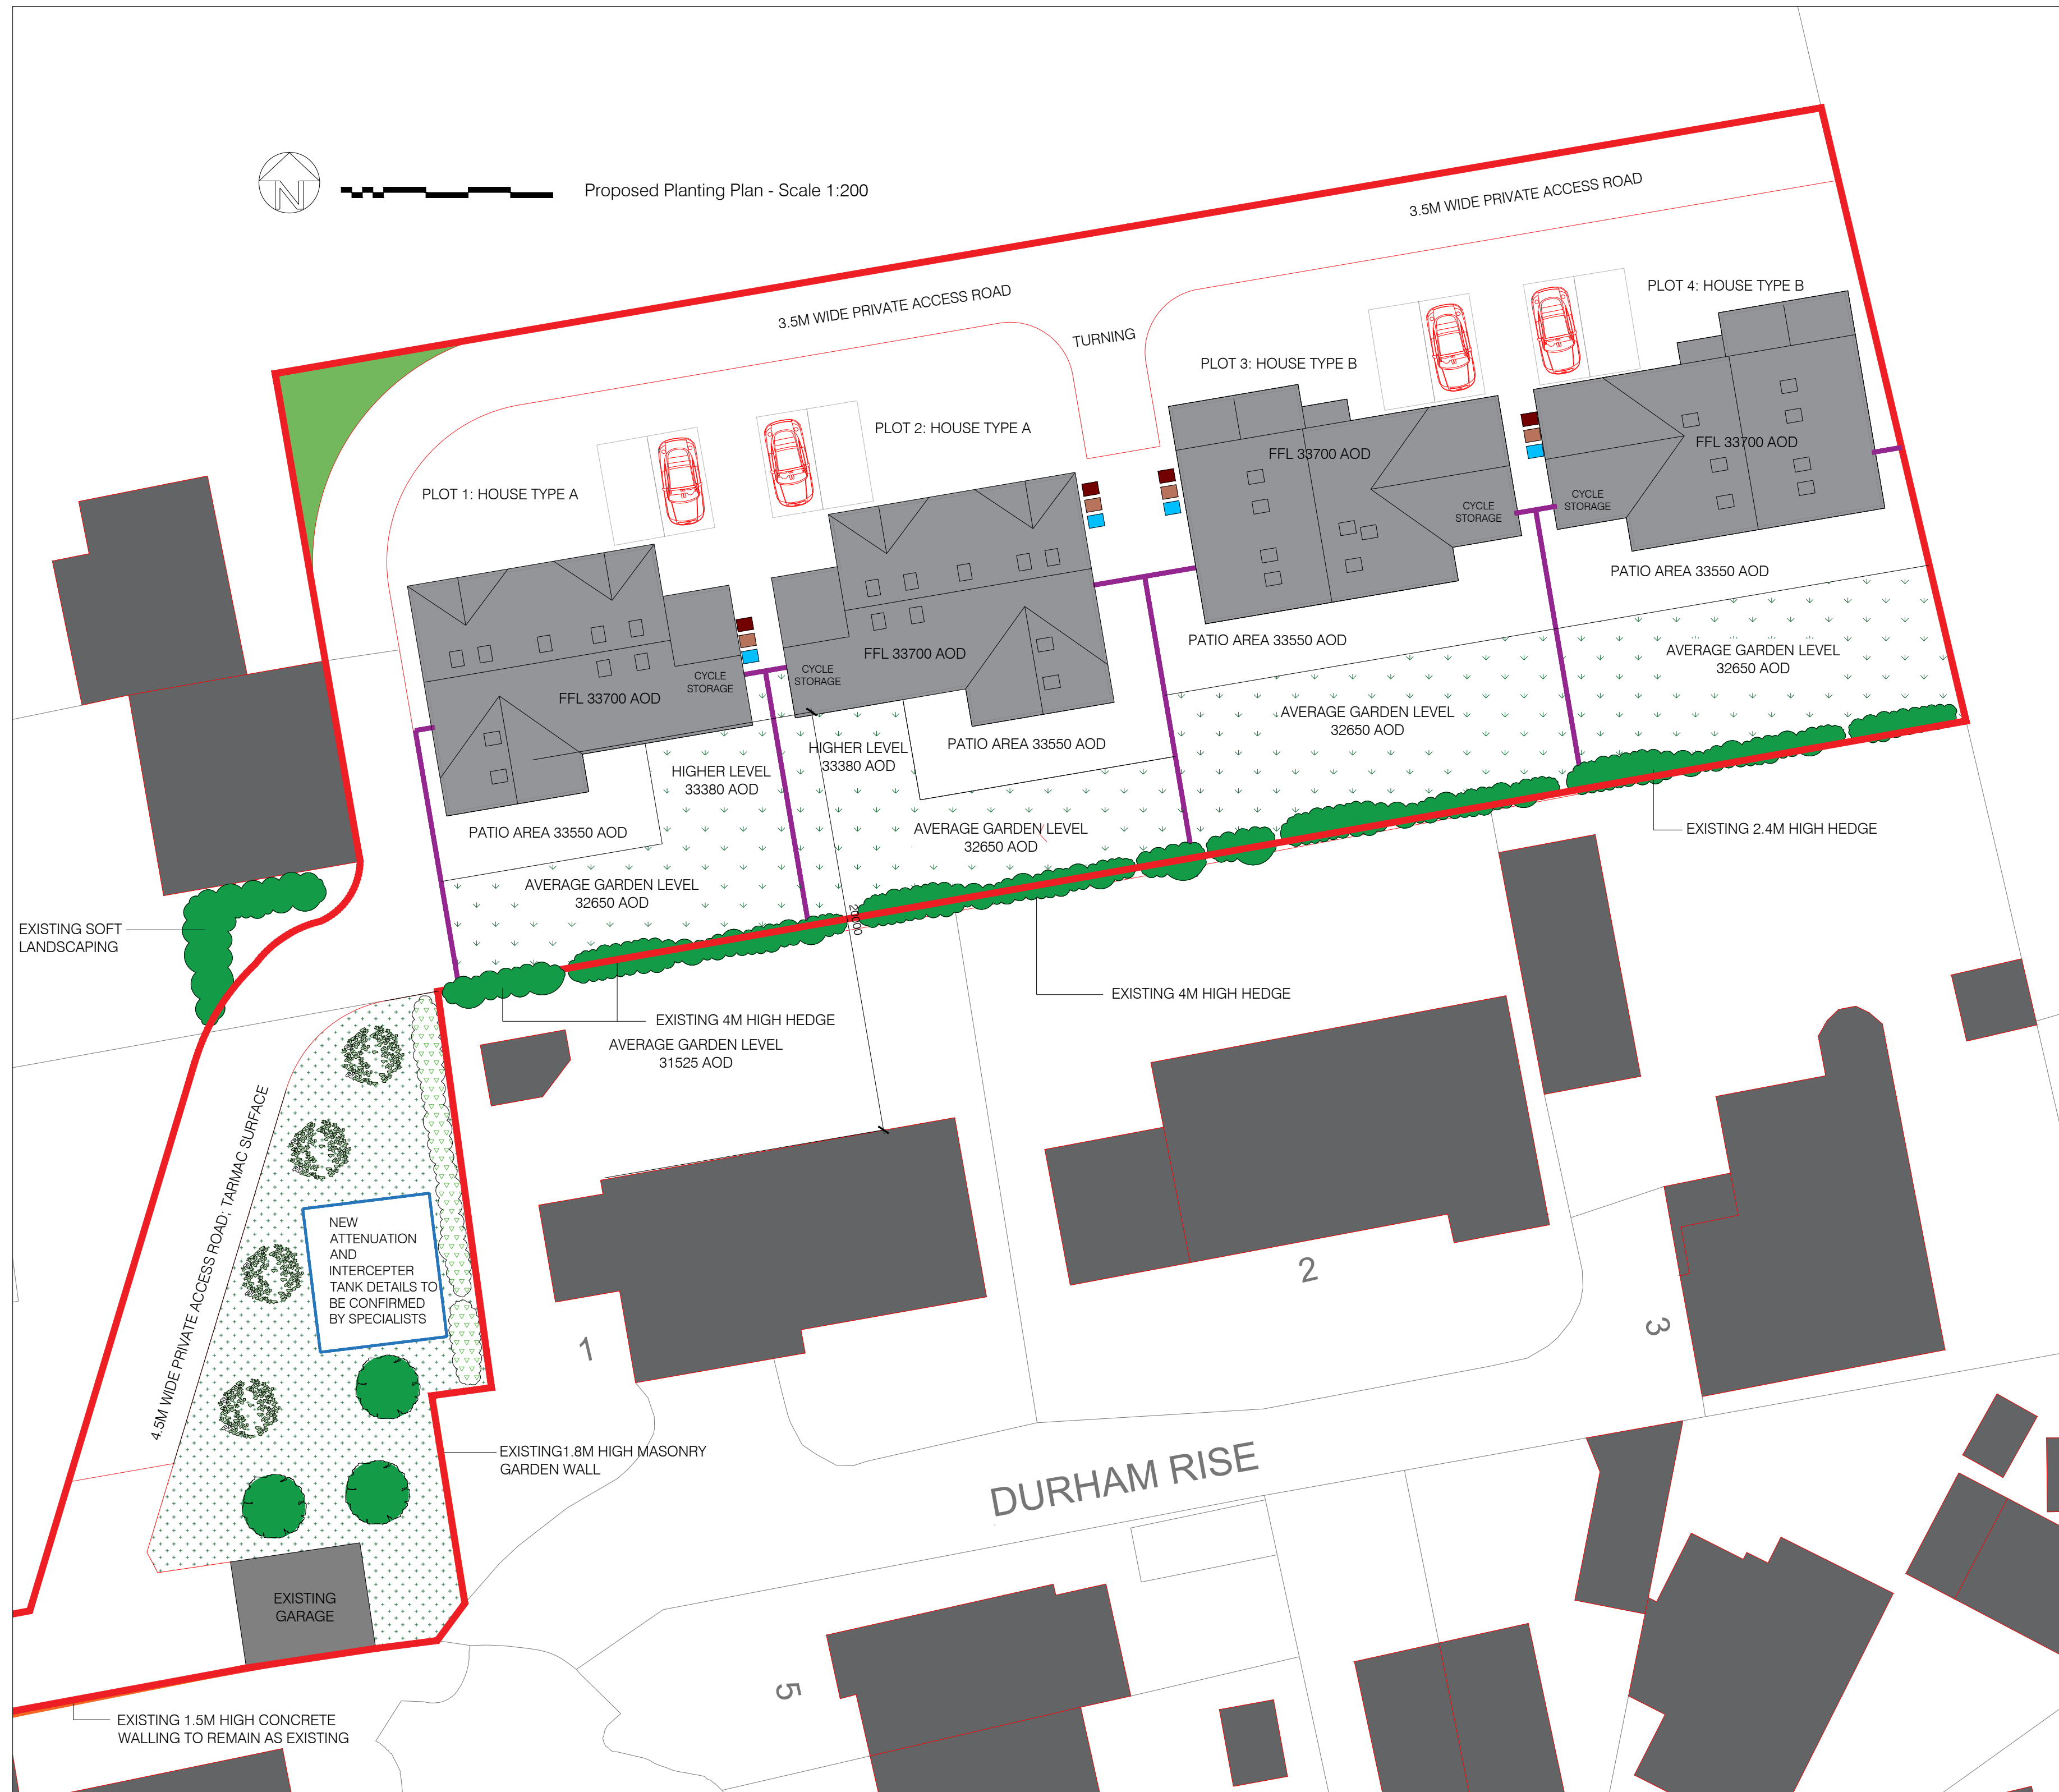 N
Proposed Planting Plan - Scale 1:200
3.5M WIDE PRIVATE ACCESS ROAD
3.5M WIDE PRIVATE ACCESS ROAD
TURNING
PLOT 4: HOUSE TYPE B
PLOT 3: HOUSE TYPE B
PLOT 2: HOUSE TYPE A
PLOT 1: HOUSE TYPE A
FFL 33700 AOD
FFL 33700 AOD
CYCLE
STORAGE
CYCLE
STORAGE
PATIO AREA 33550 AOD
PATIO AREA 33550 AOD
FFL 33700 AOD
FFL 33700 AOD
CYCLE
STORAGE
CYCLE
STORAGE
AVERAGE GARDEN LEVEL
32650 AOD
AVERAGE GARDEN LEVEL
32650 AOD
HIGHER LEVEL
33380 AOD
PATIO AREA 33550 AOD
HIGHER LEVEL
33380 AOD
PATIO AREA 33550 AOD
AVERAGE GARDEN LEVEL
32650 AOD
AVERAGE GARDEN LEVEL
32650 AOD
EXISTING 2.4M HIGH HEDGE
20000
EXISTING SOFT
LANDSCAPING
EXISTING 4M HIGH HEDGE
EXISTING 4M HIGH HEDGE
AVERAGE GARDEN LEVEL
31525 AOD
4.5M WIDE PRIVATE ACCESS ROAD; TARMAC SURFACE
NEW
ATTENUATION
AND
INTERCEPTER
TANK DETAILS TO
BE CONFIRMED
BY SPECIALISTS
1
2
3
EXISTING1.8M HIGH MASONRY
GARDEN WALL
DURHAM RISE
EXISTING
GARAGE
5
EXISTING 1.5M HIGH CONCRETE
WALLING TO REMAIN AS EXISTING